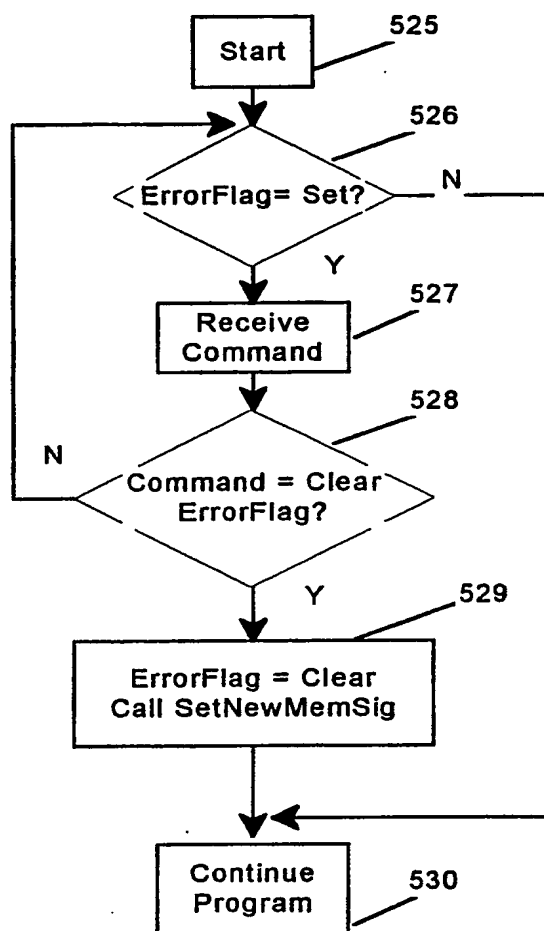 525
Start
526
ErrorFlag= Set?
N
Y
527
Receive
Command
528
N
Command = Clear
ErrorFlag?
Y
529
ErrorFlag = Clear
Call SetNewMemSig
Continue
Program
530